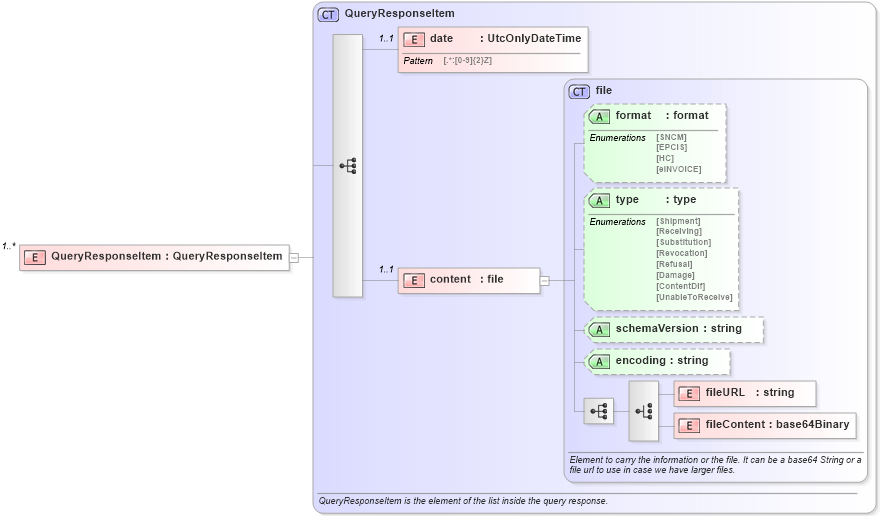 CT QueryResponseItem
1..1
E date : UtcOnlyDateTime
Pattern [.*:[0-9]{2}Z]
CT file
A format : format
Enumerations [SNCM]
[EPCIS]
[HC]
[eINVOICE]
A type : type
Enumerations [Shipment]
[Receiving]
[Substitution]
[Revocation]
[Refusal]
[Damage]
[ContentDif]
[UnableToReceive]
1..*
E QueryResponseItem : QueryResponseItem
1..1
E content : file
A schemaVersion : string
A encoding : string
E fileURL : string
E fileContent : base64Binary
Element to carry the information or the file. It can be a base64 String or a
file url to use in case we have larger files.
QueryResponseItem is the element of the list inside the query response.